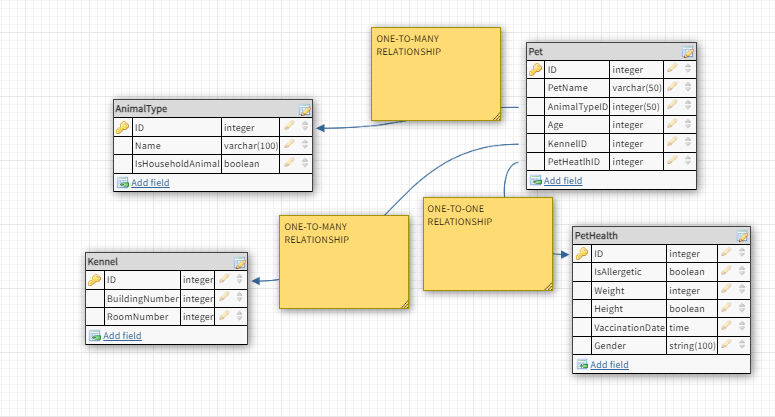 ONE-TO-MANY
RELATIONSHIP
Pet
ID integer
PetName varchar(50)
AnimalTypeID integer(50)
Age integer
KennelID integer
PetHeatlhID integer
Add field
AnimalType
ID integer
Name varchar(100)
IsHouseholdAnimal boolean
Add field
ONE-TO-MANY
RELATIONSHIP
ONE-TO-ONE
RELATIONSHIP
Kennel
ID integer
BuildingNumber integer
RoomNumber integer
Add field
PetHealth
ID integer
IsAllergetic boolean
Weight integer
Height boolean
VaccinationDate time
Gender string(100)
Add field